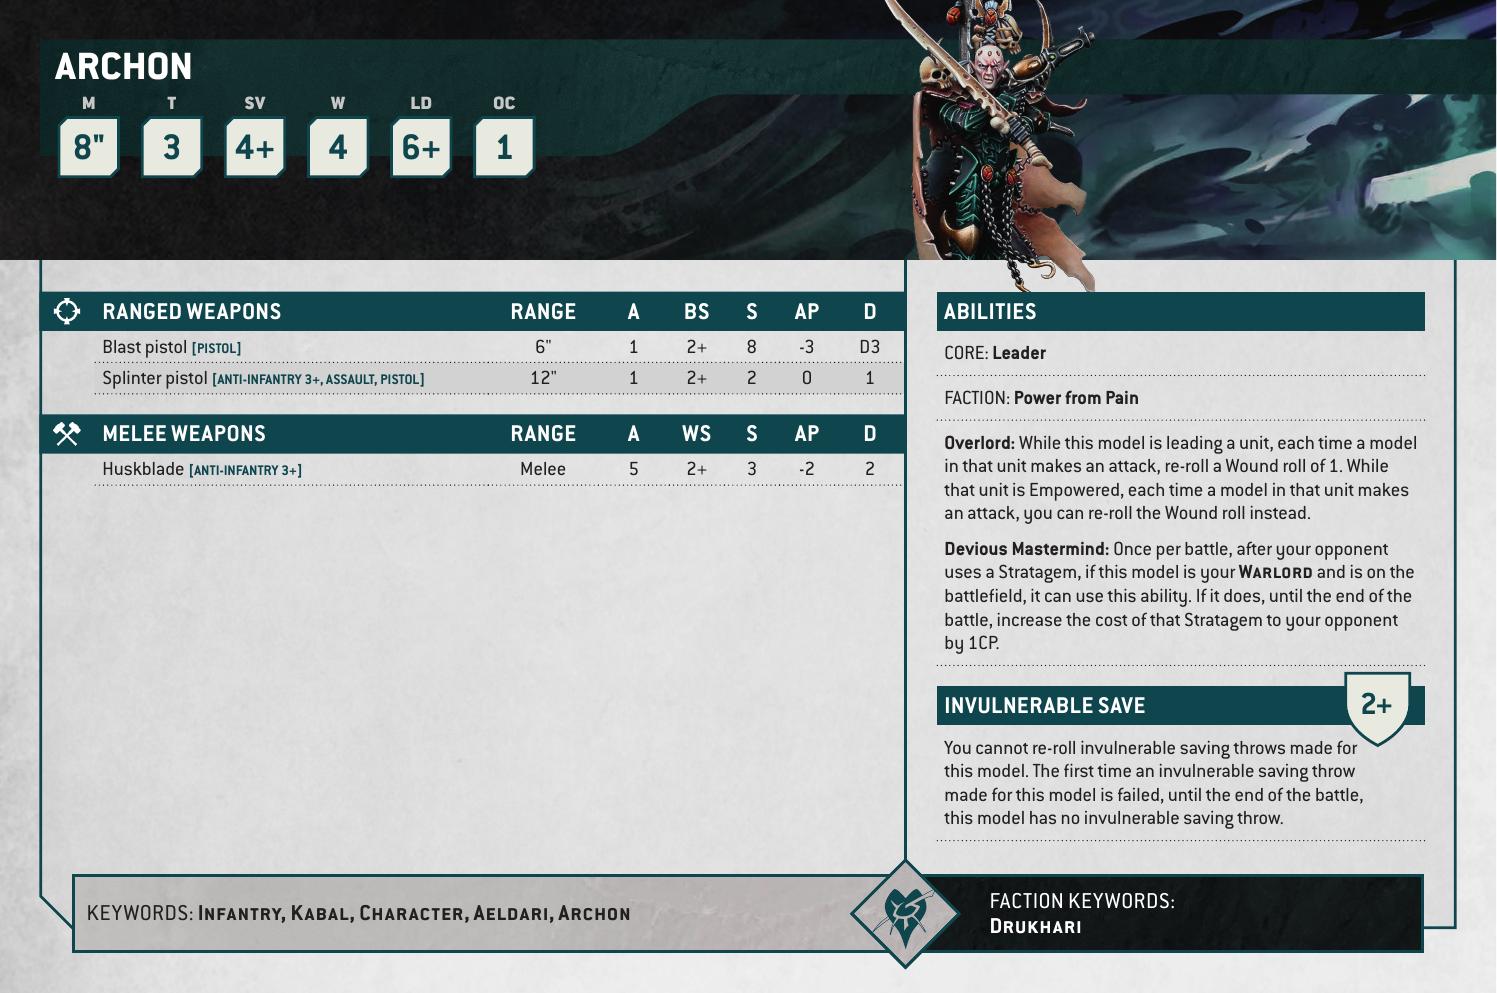 ARCHON
M T SV W LD OC
8" 3 4+ 4 6+ 1
RANGED WEAPONS RANGE A BS S AP D
Blast pistol [PISTOL] 6" 1 2+ 8 -3 D3
Splinter pistol [ANTI-INFANTRY 3+, ASSAULT, PISTOL] 12" 1 2+ 2 0 1
MELEE WEAPONS RANGE A WS S AP D
Huskblade [ANTI-INFANTRY 3+] Melee 5 2+ 3 -2 2
ABILITIES
CORE: Leader
FACTION: Power from Pain
Overlord: While this model is leading a unit, each time a model
in that unit makes an attack, re-roll a Wound roll of 1. While
that unit is Empowered, each time a model in that unit makes
an attack, you can re-roll the Wound roll instead.
Devious Mastermind: Once per battle, after your opponent
uses a Stratagem, if this model is your WARLORD and is on the
battlefield, it can use this ability. If it does, until the end of the
battle, increase the cost of that Stratagem to your opponent
by 1CP.
INVULNERABLE SAVE 2+
You cannot re-roll invulnerable saving throws made for
this model. The first time an invulnerable saving throw
made for this model is failed, until the end of the battle,
this model has no invulnerable saving throw.
KEYWORDS: INFANTRY, KABAL, CHARACTER, AELDARI, ARCHON
FACTION KEYWORDS:
DRUKHARI